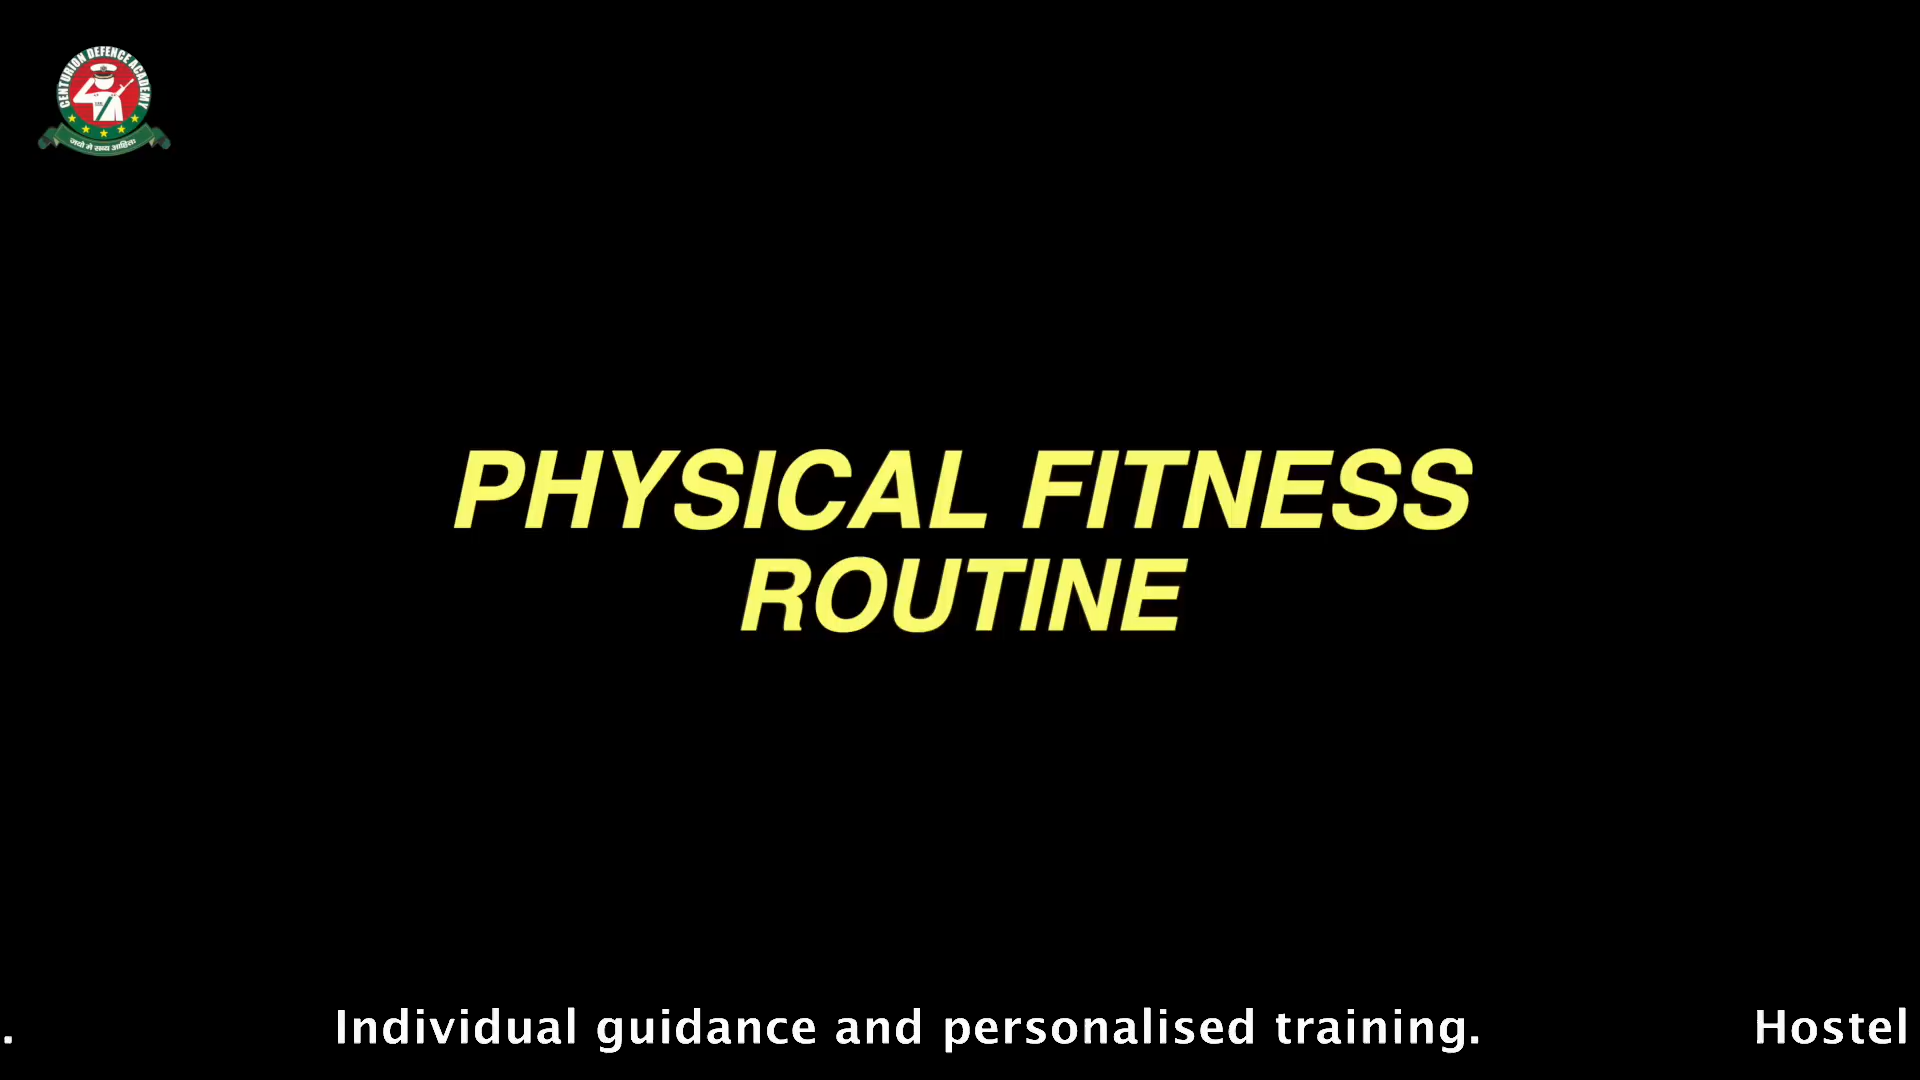 CENTURION DEFENCE ACADEMY
PHYSICAL FITNESS
ROUTINE
. Individual guidance and personalised training. Hostel